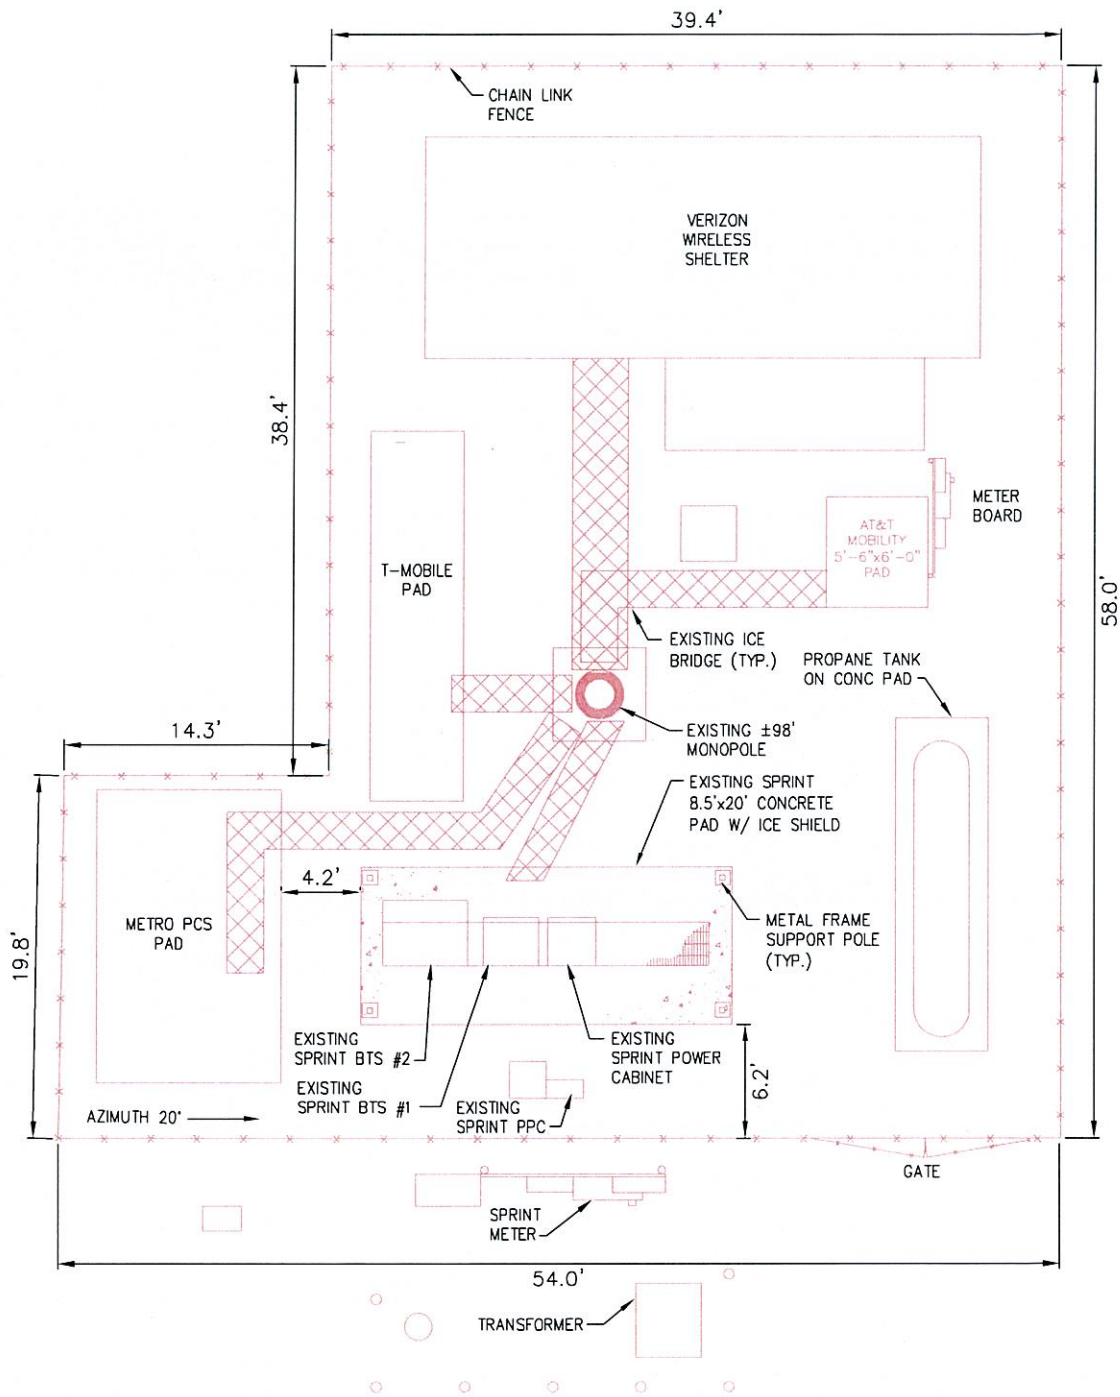 39.4'
CHAIN LINK
FENCE
VERIZON
WIRELESS
SHELTER
38.4'
METER
BOARD
AT&T
MOBILITY
5'-6"x6'-0"
PAD
T-MOBILE
PAD
58.0'
EXISTING ICE
BRIDGE (TYP.)
PROPANE TANK
ON CONC PAD
14.3'
EXISTING ±98'
MONOPOLE
EXISTING SPRINT
8.5'x20' CONCRETE
PAD W/ ICE SHIELD
4.2'
METRO PCS
PAD
METAL FRAME
SUPPORT POLE
(TYP.)
19.8'
EXISTING
SPRINT BTS #2
EXISTING
SPRINT POWER
CABINET
EXISTING
SPRINT BTS #1
EXISTING
SPRINT PPC
6.2'
AZIMUTH 20°
GATE
SPRINT
METER
54.0'
TRANSFORMER